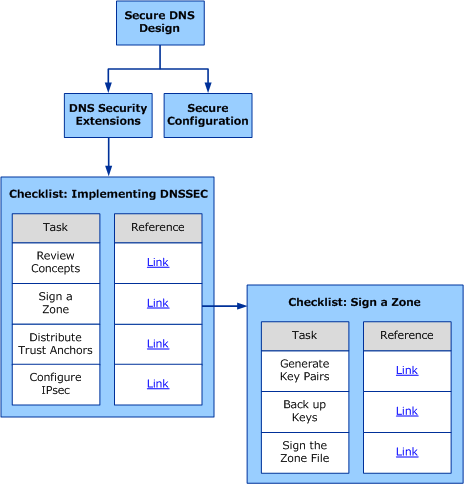 Secure DNS
Design
DNS Security
Extensions
Secure
Configuration
Checklist: Implementing DNSSEC
Task
Reference
Review
Concepts
Link
Sign a
Zone
Link
Distribute
Trust Anchors
Link
Configure
IPsec
Link
Checklist: Sign a Zone
Task
Reference
Generate
Key Pairs
Link
Back up
Keys
Link
Sign the
Zone File
Link